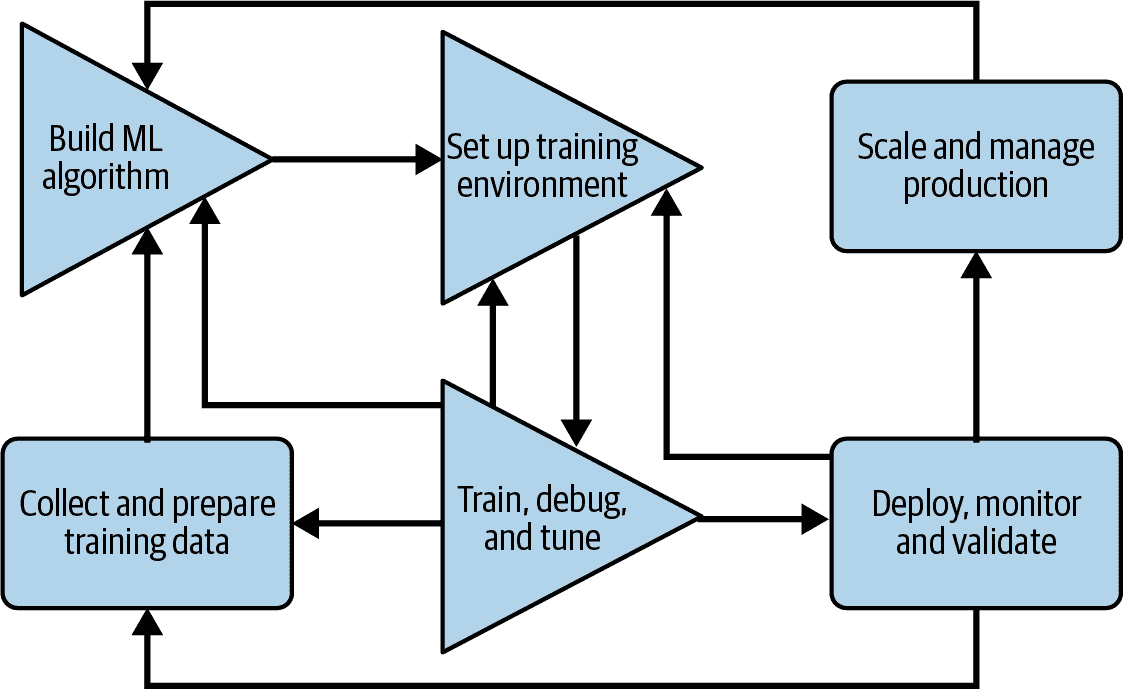 Build ML
algorithm
Set up training
environment
Scale and manage
production
Collect and prepare
training data
Train, debug,
and tune
Deploy, monitor
and validate